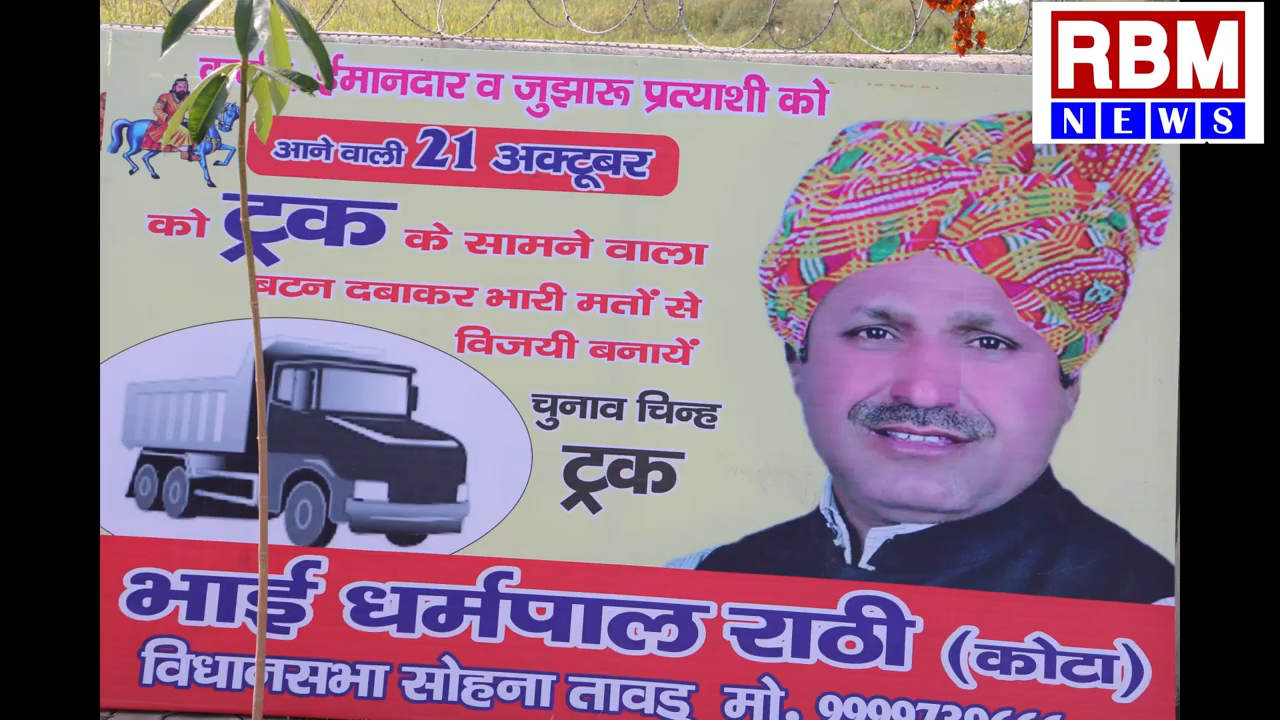 ईमानदार व जुझारू प्रत्याशी को
आने वाली 21 अक्टूबर
को ट्रक के सामने वाला
बटन दबाकर भारी मतों से
विजयी बनायें
चुनाव चिन्ह
ट्रक
भाई धर्मपाल राठी (कोटा)
विधानसभा सोहना तावडू मो.
RBM
NEWS